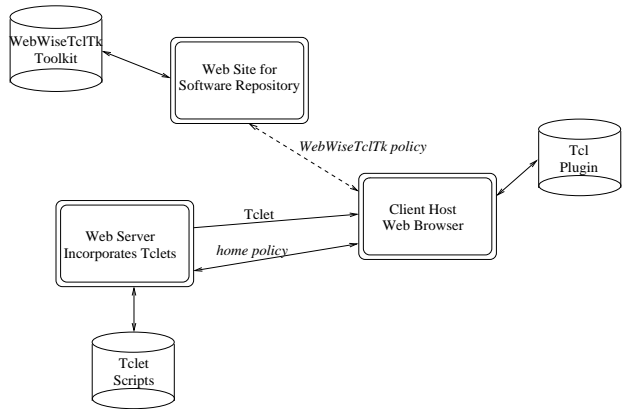 WebWiseTclTk
Toolkit
Web Site for
Software Repository
WebWiseTclTk policy
Tcl
Plugin
Client Host
Web Browser
Tclet
home policy
Web Server
Incorporates Tclets
Tclet
Scripts